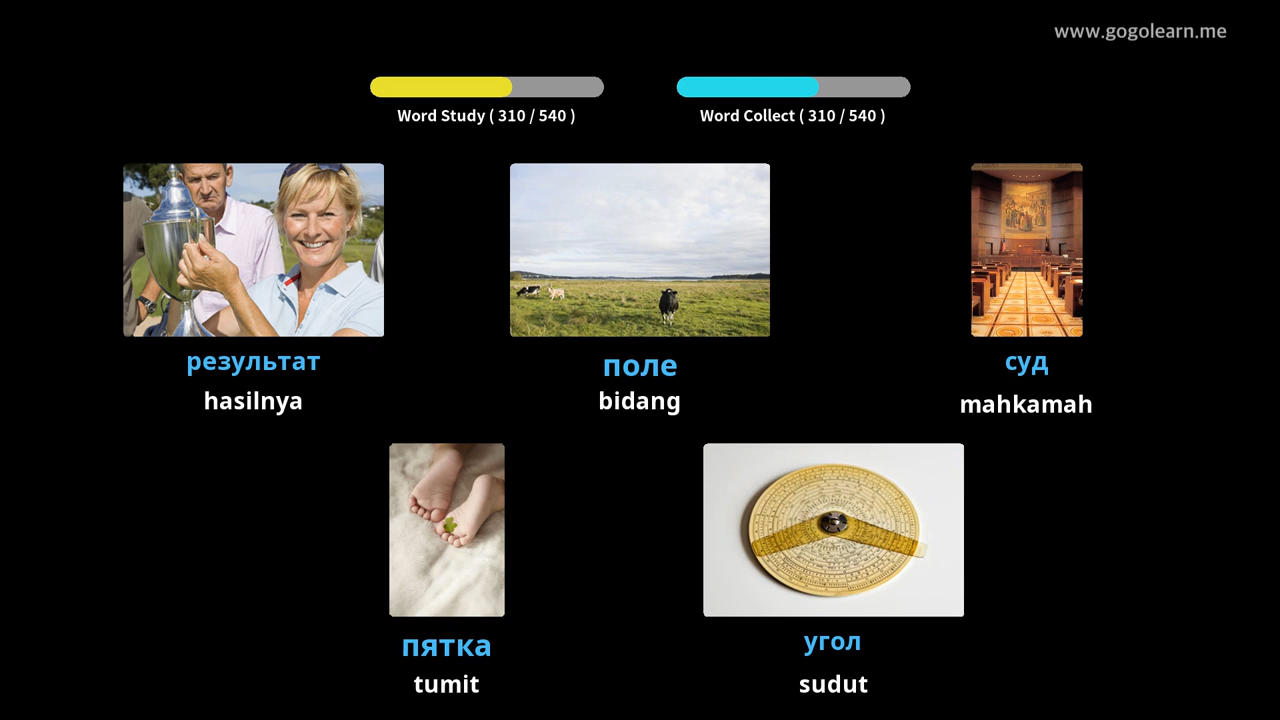 www.gogolearn.me
Word Study ( 310 / 540 )
Word Collect ( 310 / 540 )
результат
hasilnya
поле
bidang
суд
mahkamah
пятка
tumit
угол
sudut